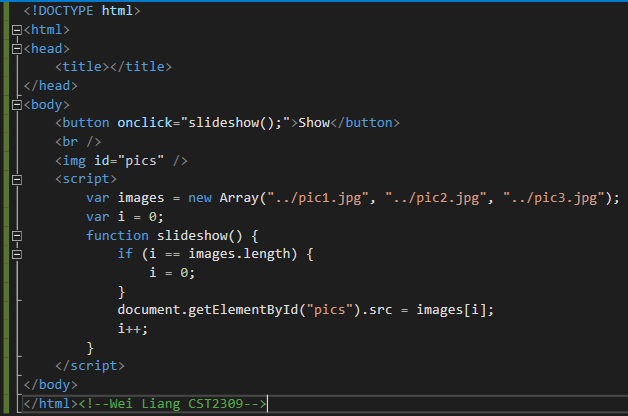 <!DOCTYPE html>
<html>
<head>
    <title></title>
</head>
<body>
    <button onclick="slideshow();">Show</button>
    <br />
    <img id="pics" />
    <script>
        var images = new Array("../pic1.jpg", "../pic2.jpg", "../pic3.jpg");
        var i = 0;
        function slideshow() {
            if (i == images.length) {
                i = 0;
            }
            document.getElementById("pics").src = images[i];
            i++;
        }
    </script>
</body>
</html><!--Wei Liang CST2309-->